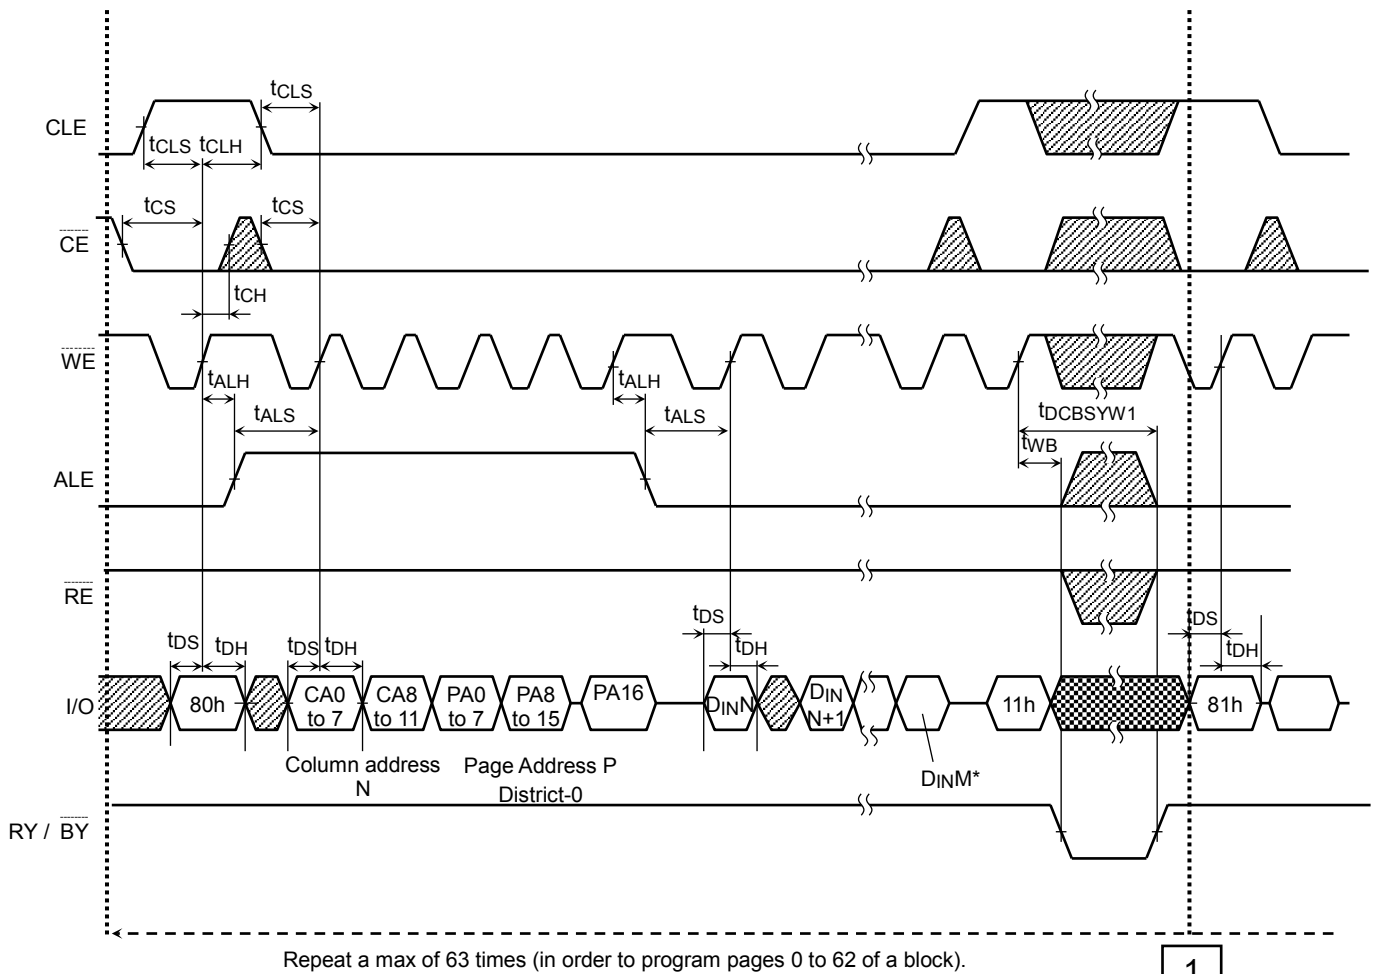 tCLS
CLE
tCLS tCLH
tCS tCS
CE
tCH
WE
tALH tALH
tALS tALS tDCBSYW1
tWB
ALE
RE
tDS tDH tDS tDH tDS tDH tDS tDH
I/O 80h CA0 to 7 CA8 to 11 PA0 to 7 PA8 to 15 PA16 DINN DIN N+1 11h 81h
Column address N
Page Address P District-0
DINM*
RY / BY
Repeat a max of 63 times (in order to program pages 0 to 62 of a block).
1